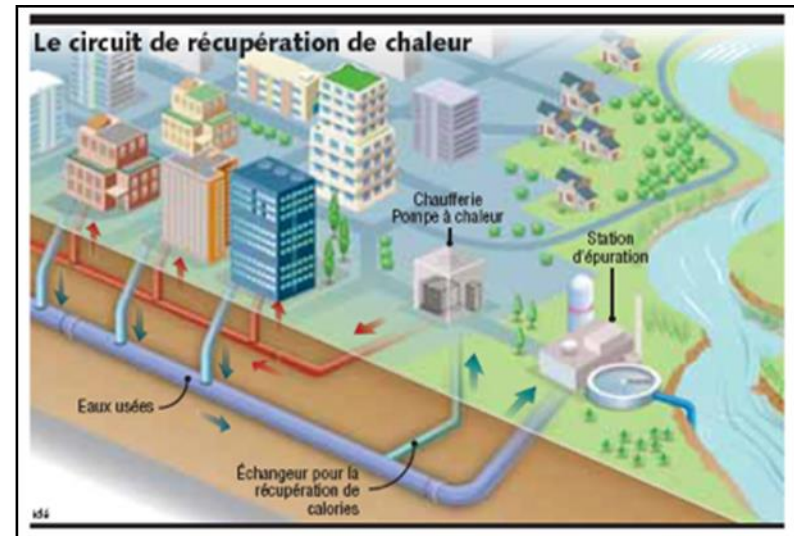 Le circuit de récupération de chaleur
Chaufferie
Pompe à chaleur
Station
d'épuration
Eaux usées
Échangeur pour la
récupération de
calories